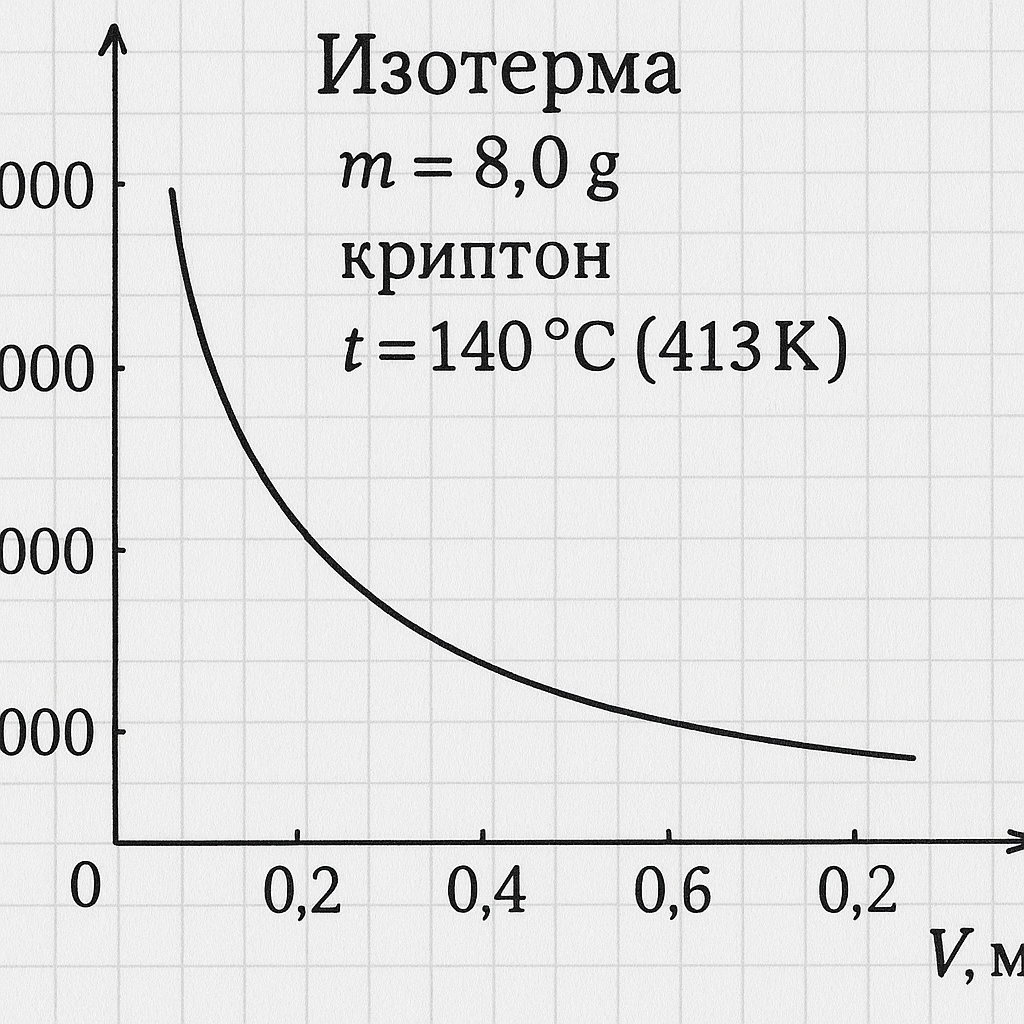 Изотерма
m = 8,0 g
криптон
t = 140 °C (413 K)
000
000
000
000
0 0,2 0,4 0,6 0,2
V, м